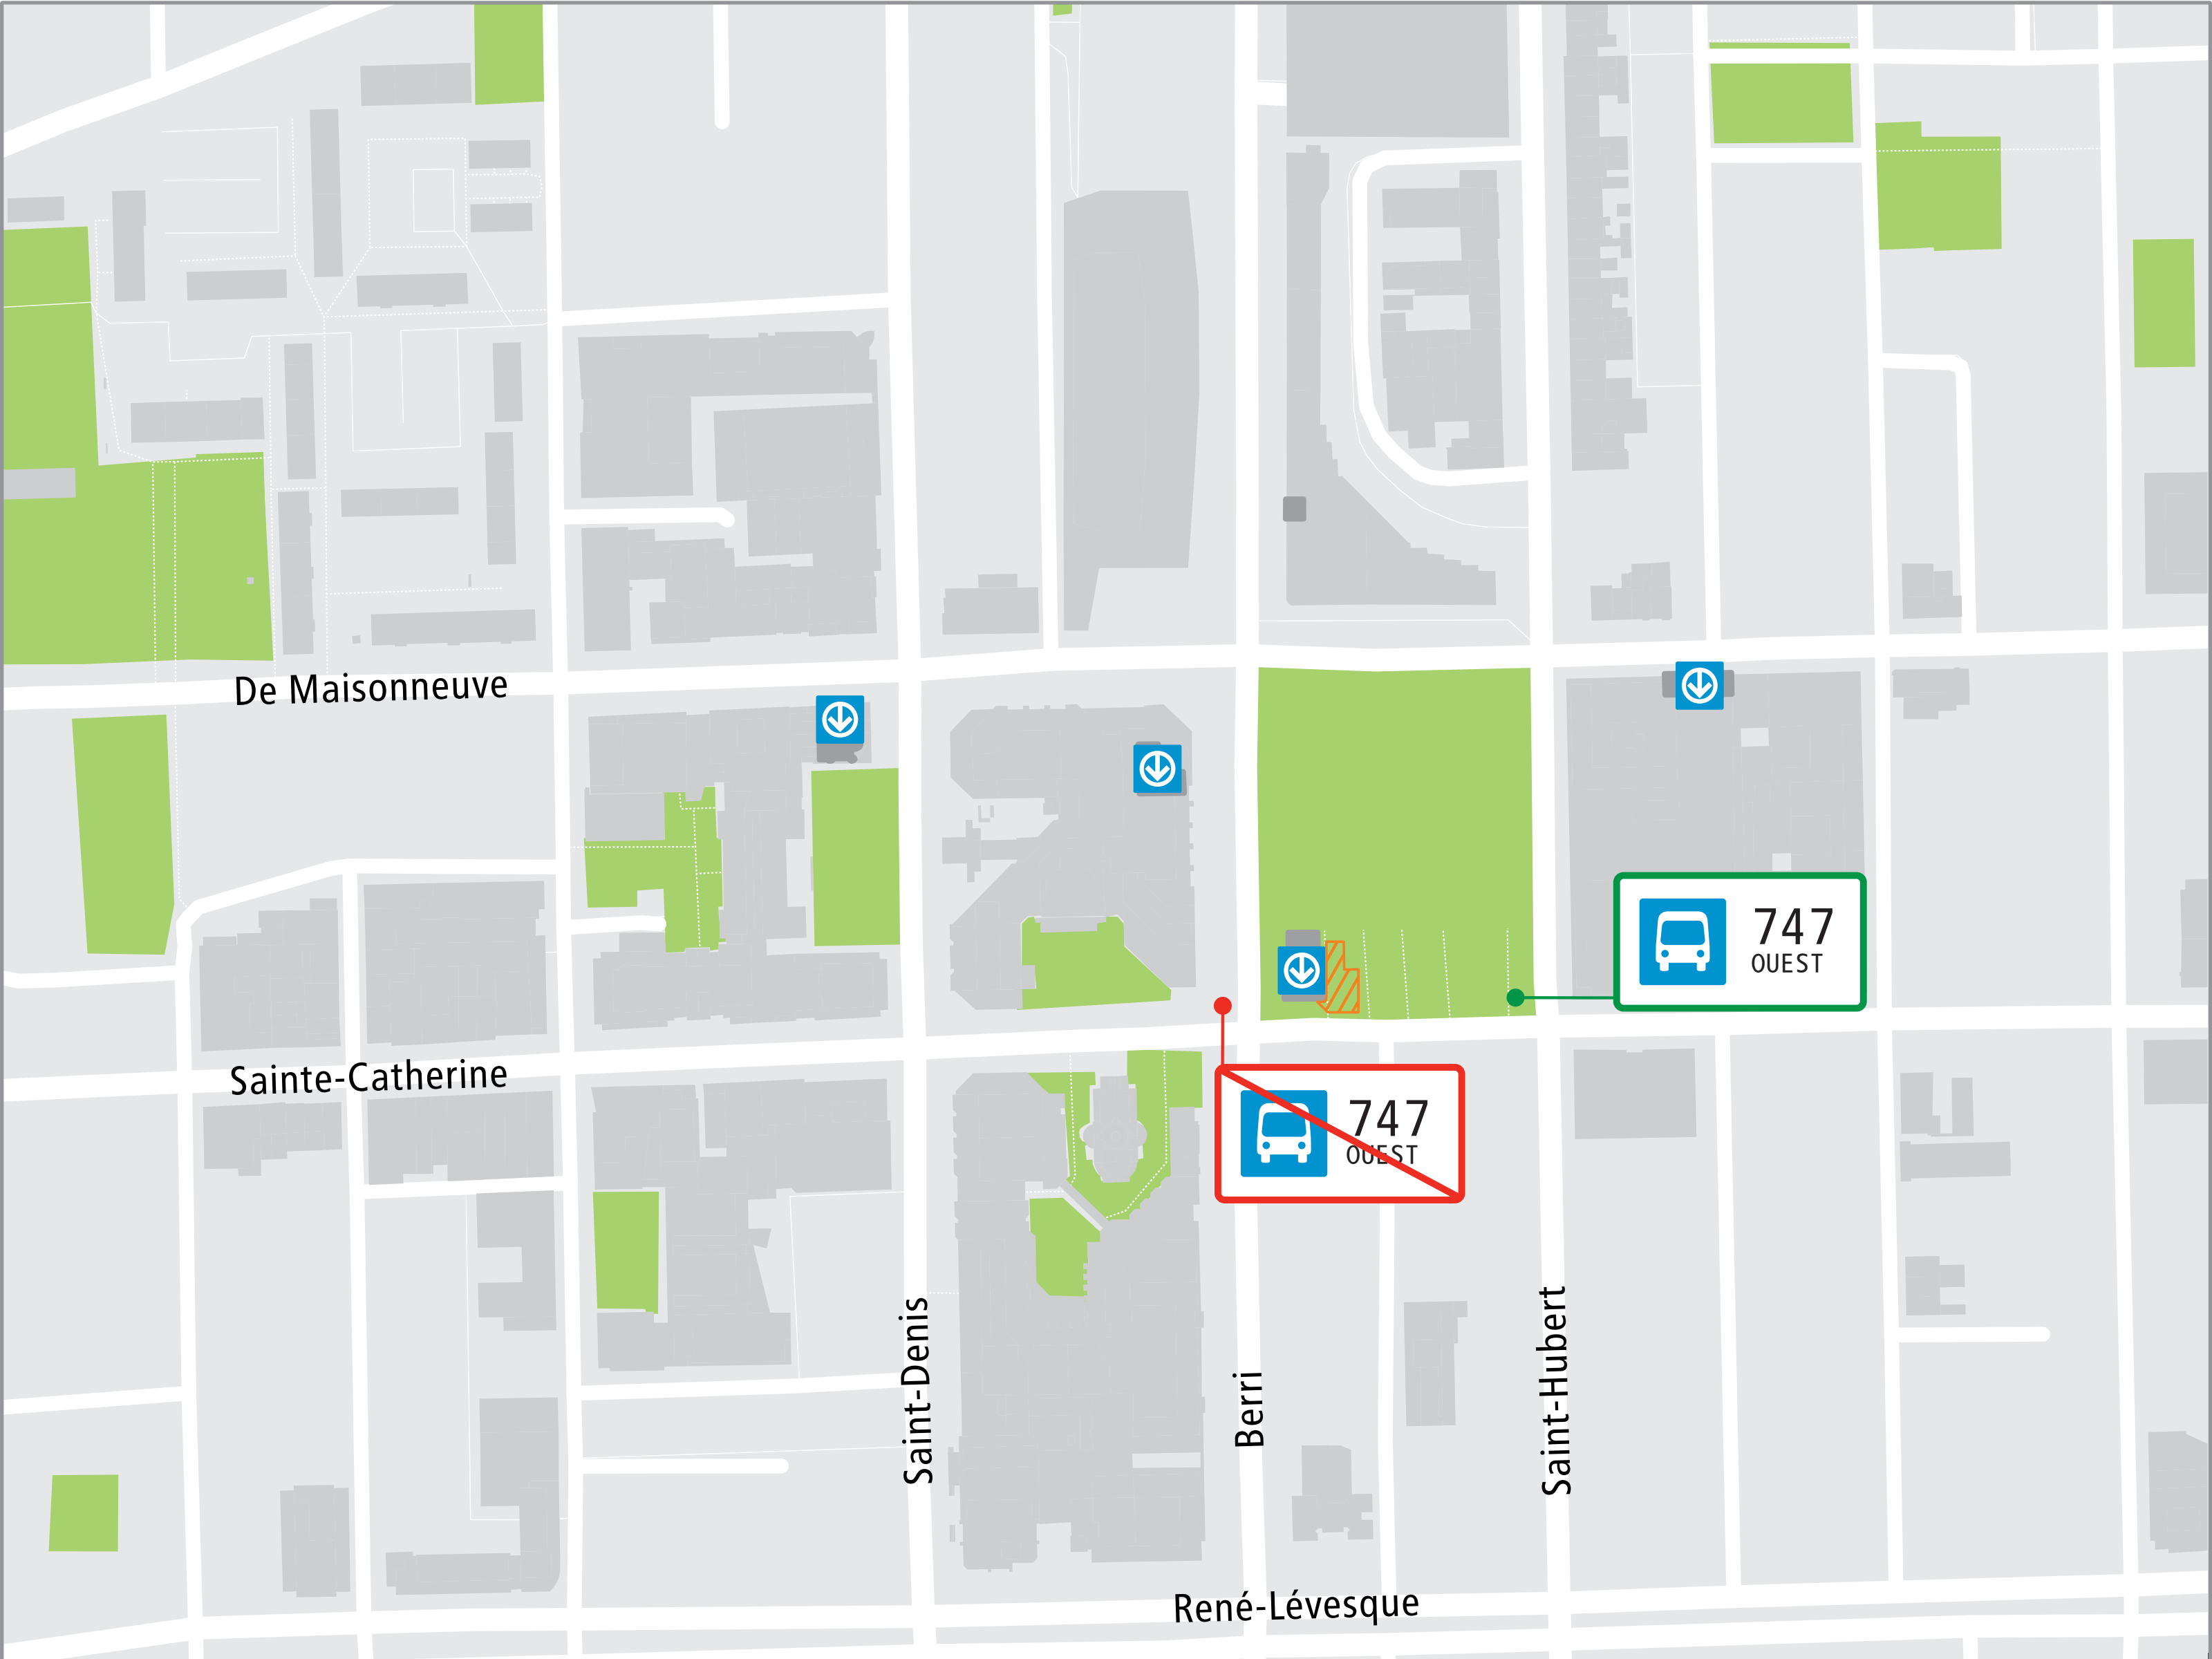 De Maisonneuve
747
OUEST
Sainte-Catherine
747
OUEST
Saint-Denis
Berri
Saint-Hubert
René-Lévesque